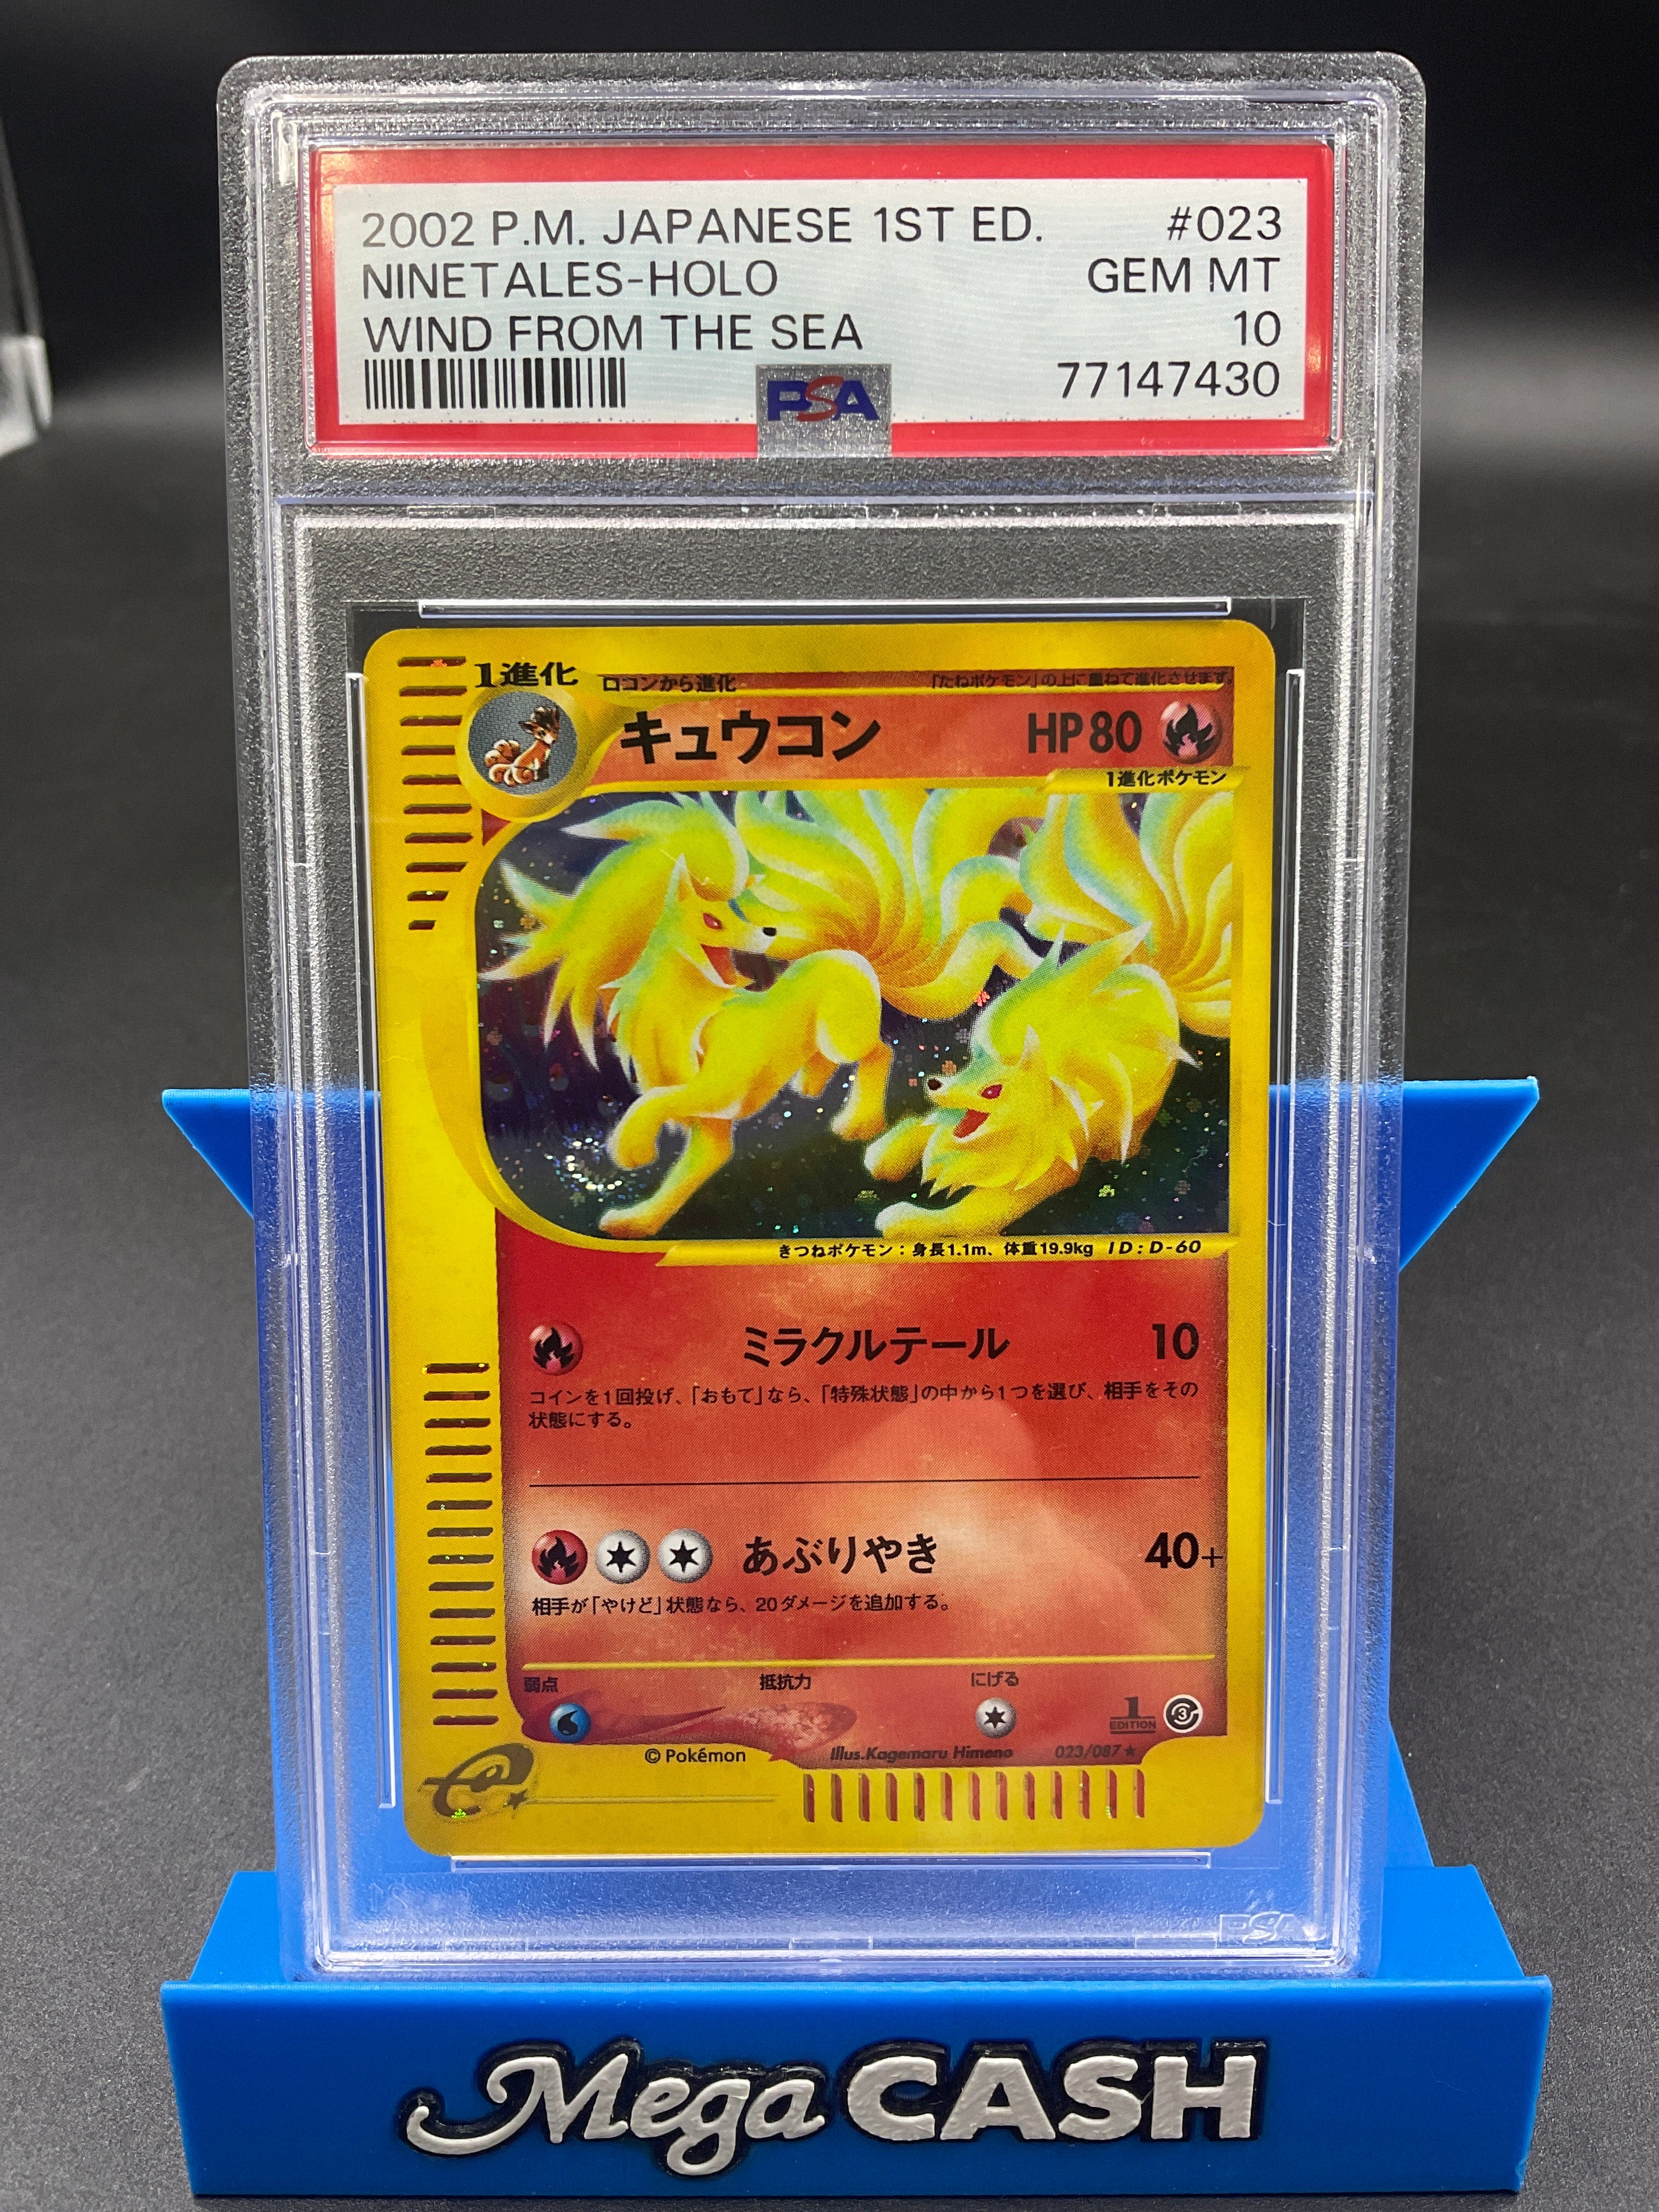 2002 P.M. JAPANESE 1ST ED. #023
NINETALES-HOLO GEM MT
WIND FROM THE SEA 10
77147430
PSA
1進化 ロコンから進化 「たねポケモン」の上に重ねて進化させます。
キュウコン HP80
1進化ポケモン
きつねポケモン：身長1.1m、体重19.9kg ID:D-60
ミラクルテール 10
コインを1回投げ、「おもて」なら、「特殊状態」の中から1つを選び、相手をその
状態にする。
あぶりやき 40+
相手が「やけど」状態なら、20ダメージを追加する。
弱点 抵抗力 にげる
1 EDITION 3
© Pokémon Illus.Kagemaru Himeno 023/087★
e
PSA
Mega CASH